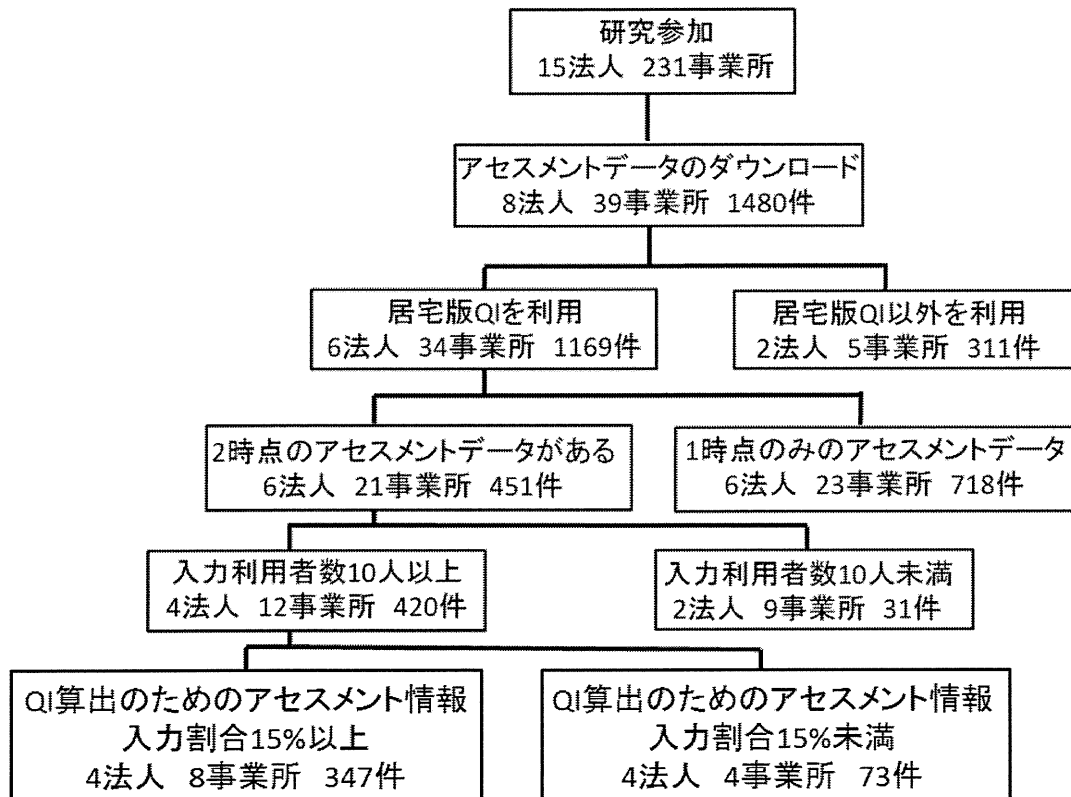 研究参加
15法人 231事業所
アセスメントデータのダウンロード
8法人 39事業所 1480件
居宅版QIを利用
6法人 34事業所 1169件
居宅版QI以外を利用
2法人 5事業所 311件
2時点のアセスメントデータがある
6法人 21事業所 451件
1時点のみのアセスメントデータ
6法人 23事業所 718件
入力利用者数10人以上
4法人 12事業所 420件
入力利用者数10人未満
2法人 9事業所 31件
QI算出のためのアセスメント情報
入力割合15%以上
4法人 8事業所 347件
QI算出のためのアセスメント情報
入力割合15%未満
4法人 4事業所 73件